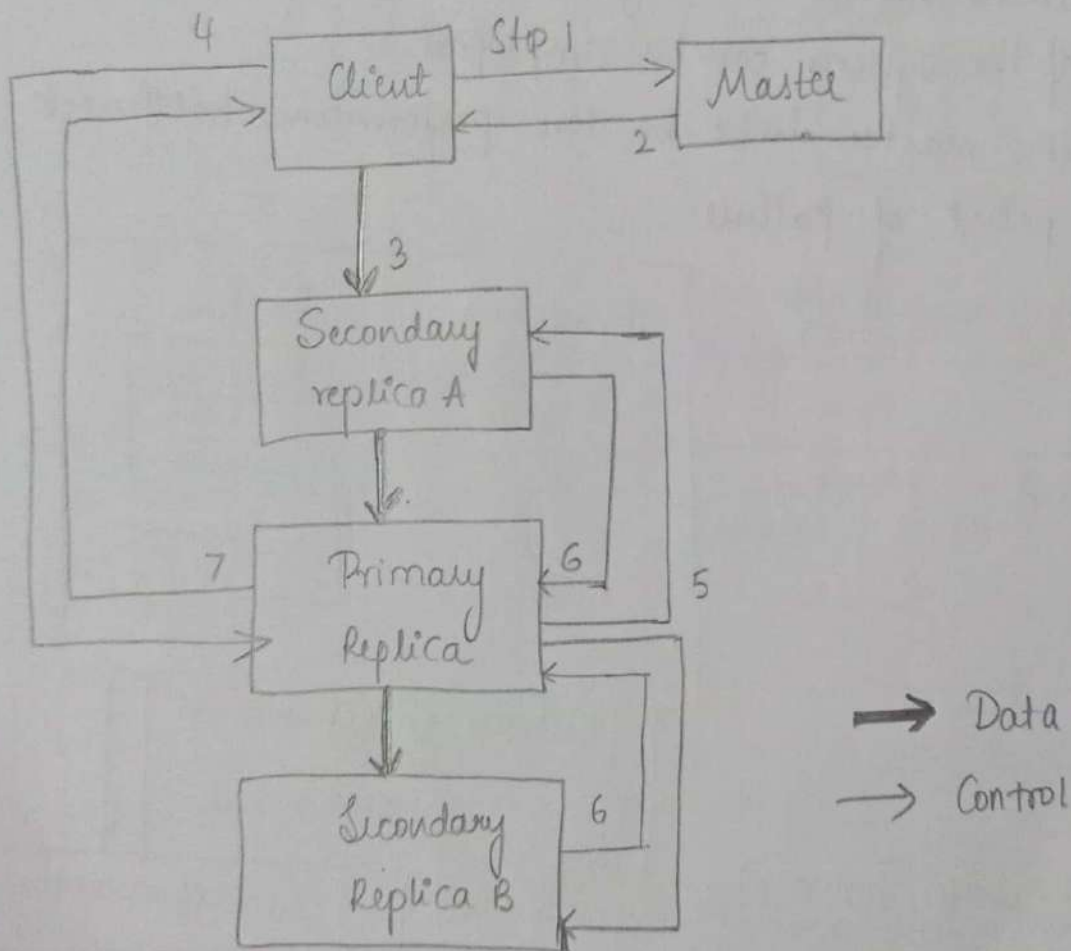 4
Step 1
Client
Master
2
3
Secondary
replica A
7
Primary
Replica
6
5
Data
Control
Secondary
Replica B
6